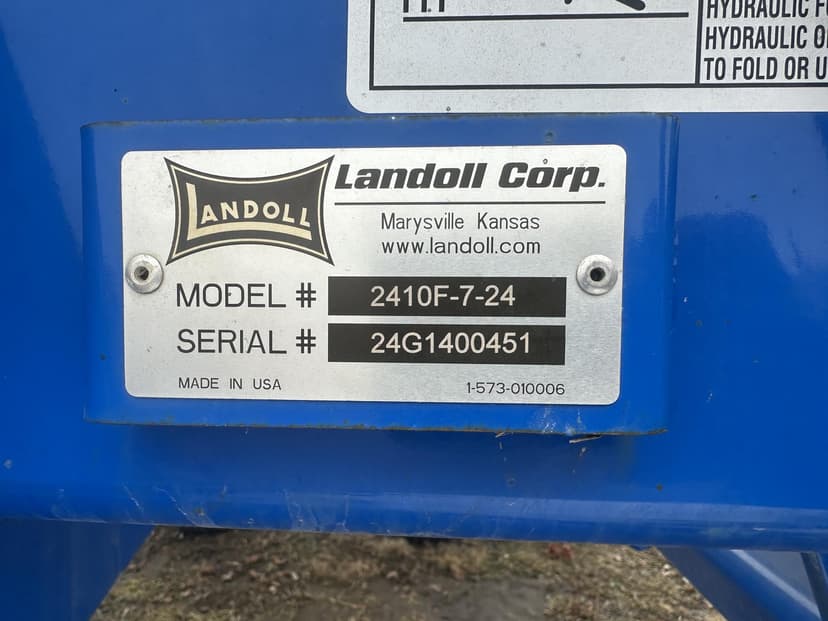 HYDRAULIC
HYDRAULIC
TO FOLD OR
LANDOLL
Landoll Corp.
Marysville Kansas
www.landoll.com
MODEL # 2410F-7-24
SERIAL # 24G1400451
MADE IN USA 1-573-010006